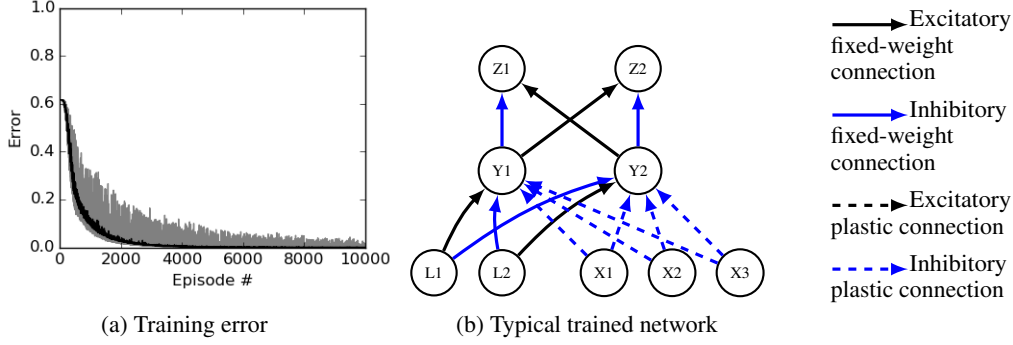 1.0
0.8
0.6
0.4
0.2
0.0
Error
0 2000 4000 6000 8000 10000
Episode #
(a) Training error
Z1 Z2
Y1 Y2
L1 L2 X1 X2 X3
(b) Typical trained network
Excitatory
fixed-weight
connection
Inhibitory
fixed-weight
connection
Excitatory
plastic connection
Inhibitory
plastic connection